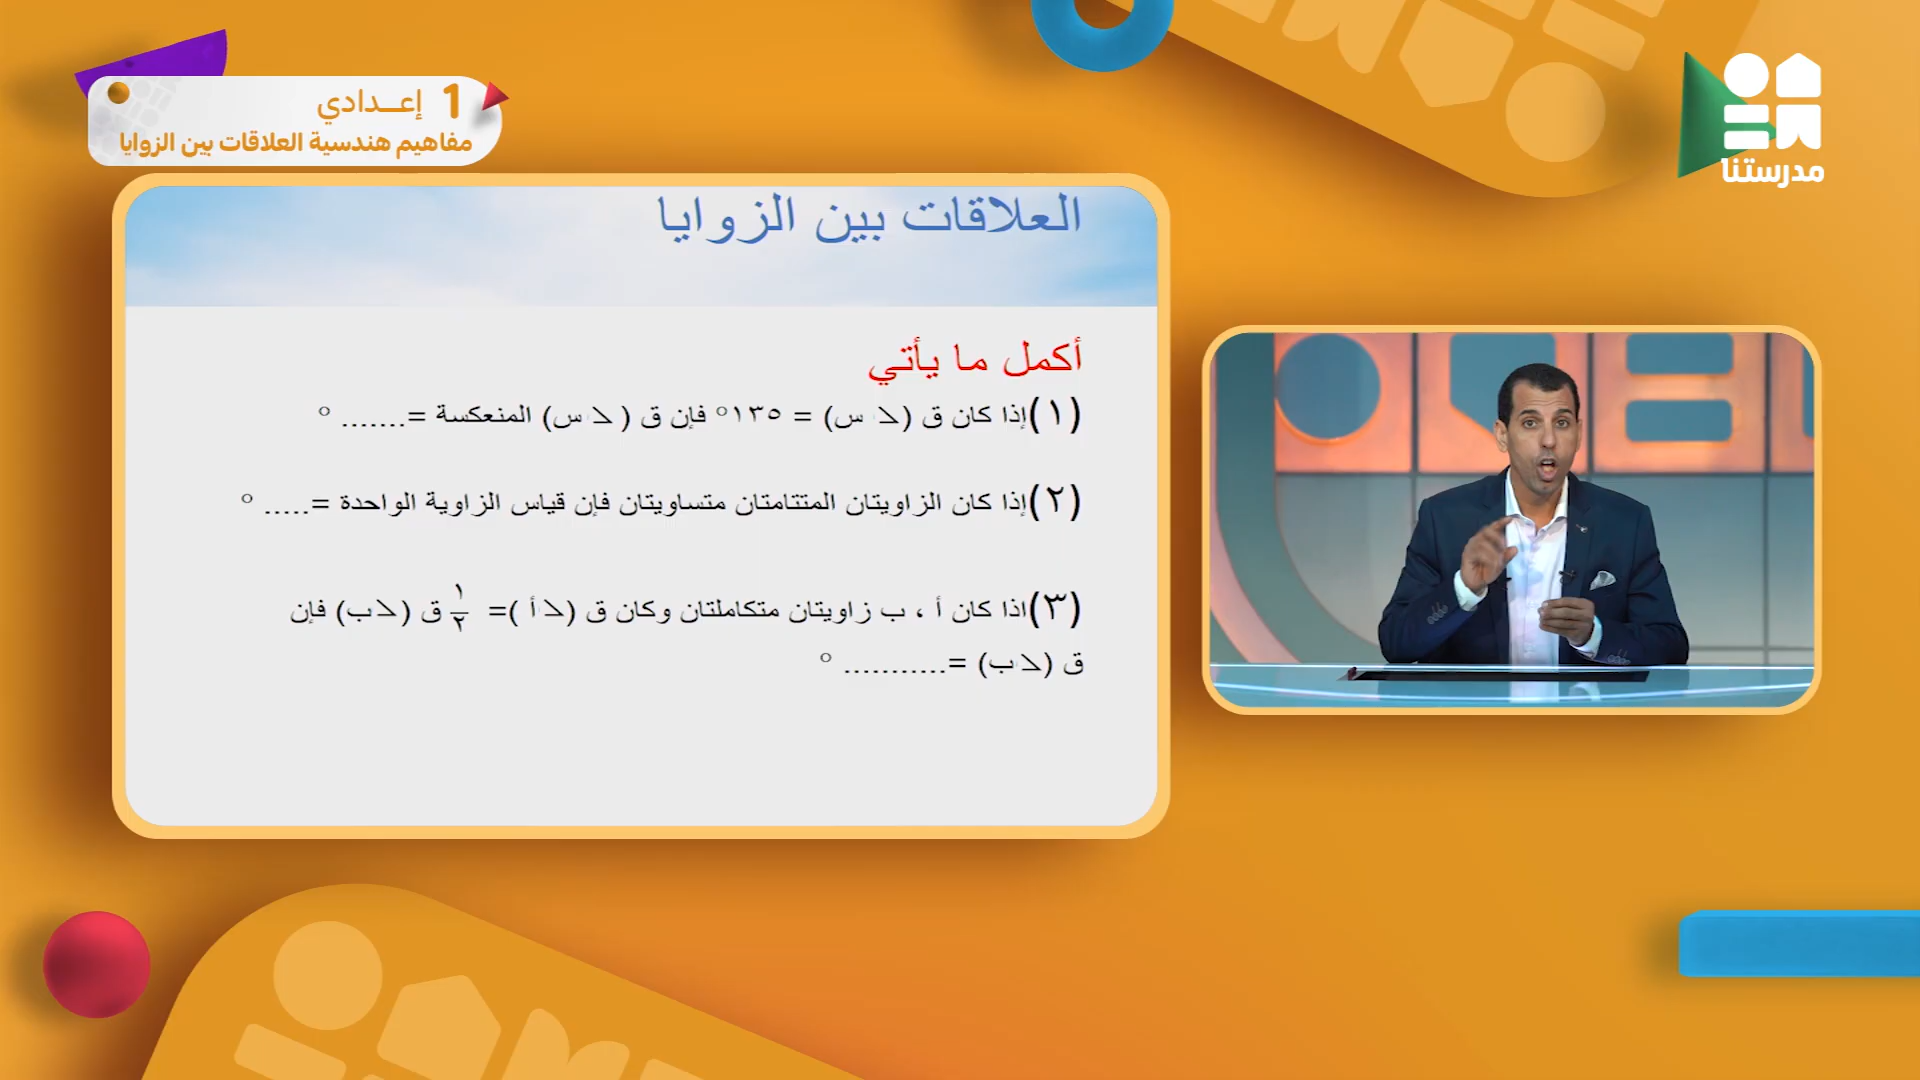 1 إعـدادي
مفاهيم هندسية العلاقات بين الزوايا
مدرستنا
العلاقات بين الزوايا
أكمل ما يأتي
(١)إذا كان ق (ﮮ س) = ١٣٥° فإن ق (ﮮ س) المنعكسة =....... °
(٢)إذا كان الزاويتان المتتامتان متساويتان فإن قياس الزاوية الواحدة =..... °
(٣)اذا كان أ ، ب زاويتان متكاملتان وكان ق (ﮮ أ )= ١/٢ ق (ﮮ ب) فإن
ق (ﮮ ب) =........... °